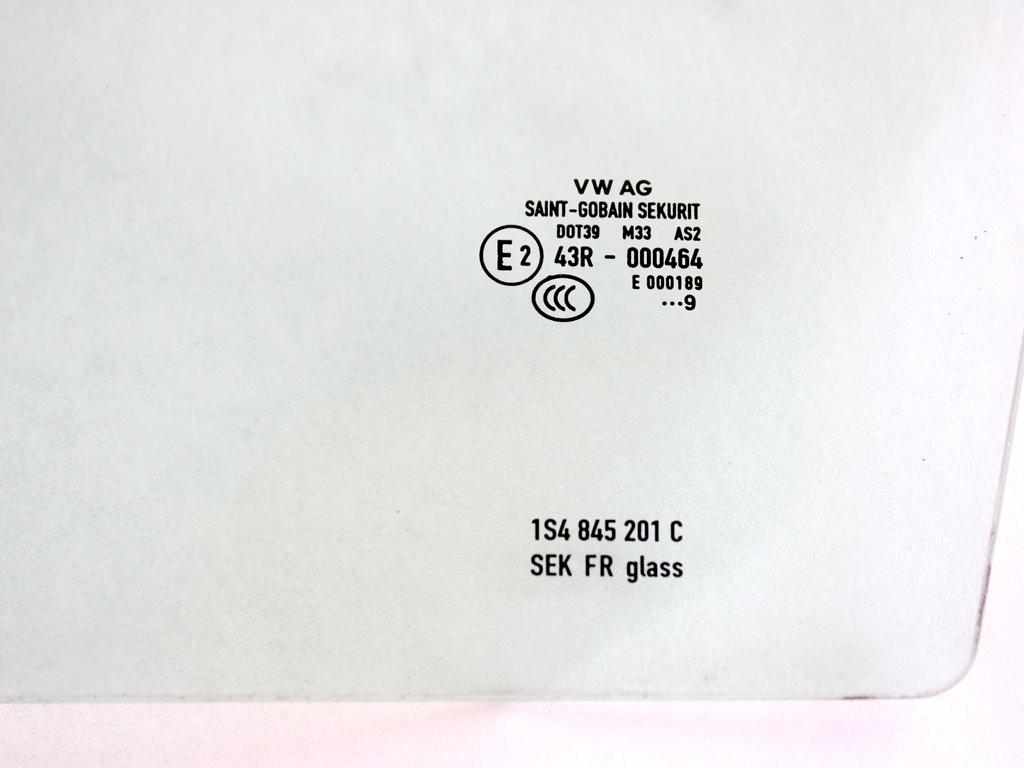 VW AG
SAINT-GOBAIN SEKURIT
DOT39 M33 AS2
E2 43R - 000464
E 000189
CCC ···9
1S4 845 201 C
SEK FR glass